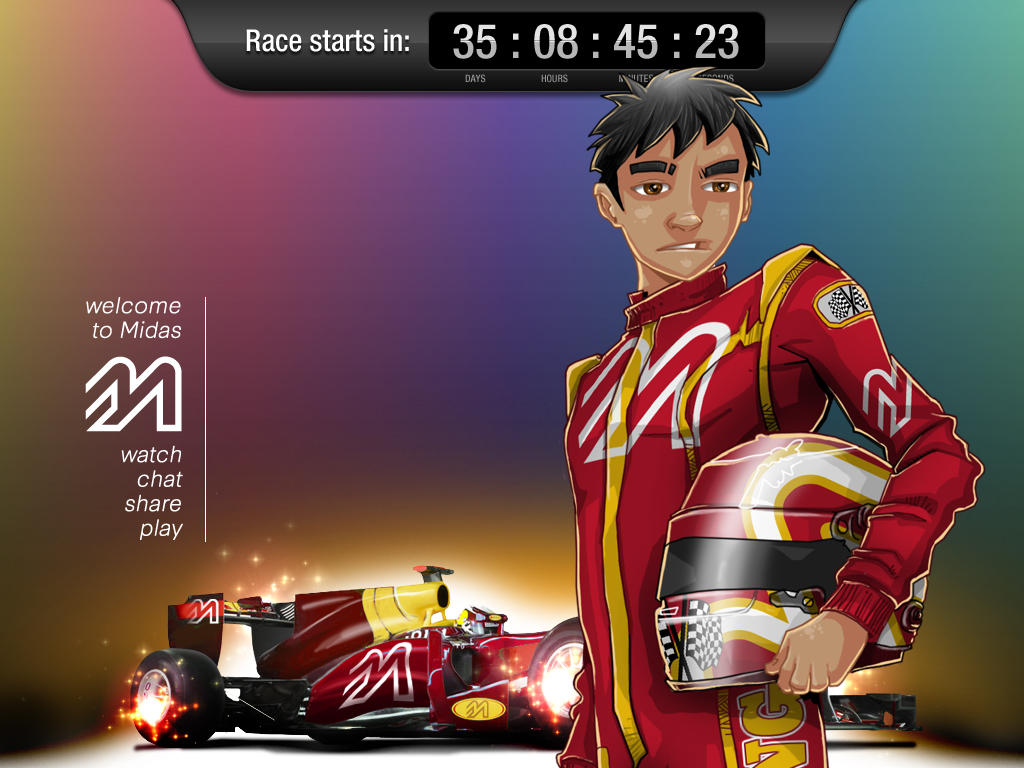 Race starts in: 35 : 08 : 45 : 23
DAYS HOURS
welcome
to Midas
M
watch
chat
share
play